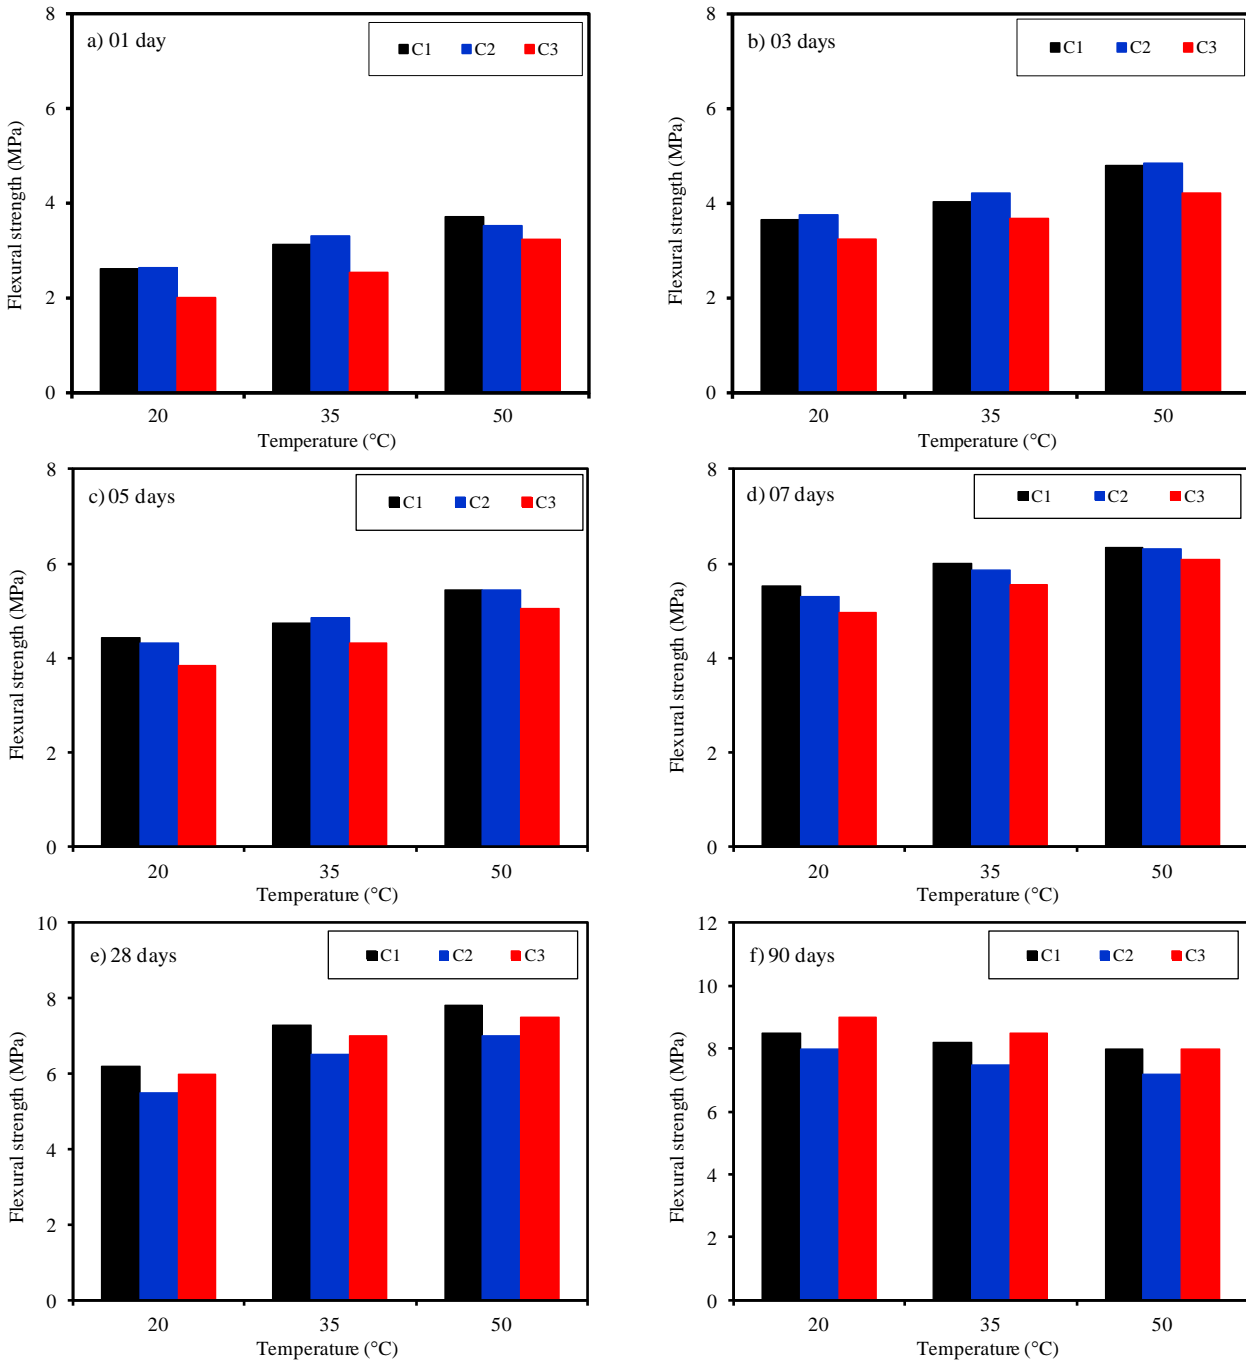 a) 01 day
C1 C2 C3
Flexural strength (MPa)
8
6
4
2
0
20 35 50
Temperature (°C)
b) 03 days
C1 C2 C3
Flexural strength (MPa)
8
6
4
2
0
20 35 50
Temperature (°C)
c) 05 days
C1 C2 C3
Flexural strength (MPa)
8
6
4
2
0
20 35 50
Temperature (°C)
d) 07 days
C1 C2 C3
Flexural strength (MPa)
8
6
4
2
0
20 35 50
Temperature (°C)
e) 28 days
C1 C2 C3
Flexural strength (MPa)
10
8
6
4
2
0
20 35 50
Temperature (°C)
f) 90 days
C1 C2 C3
Flexural strength (MPa)
12
10
8
6
4
2
0
20 35 50
Temperature (°C)